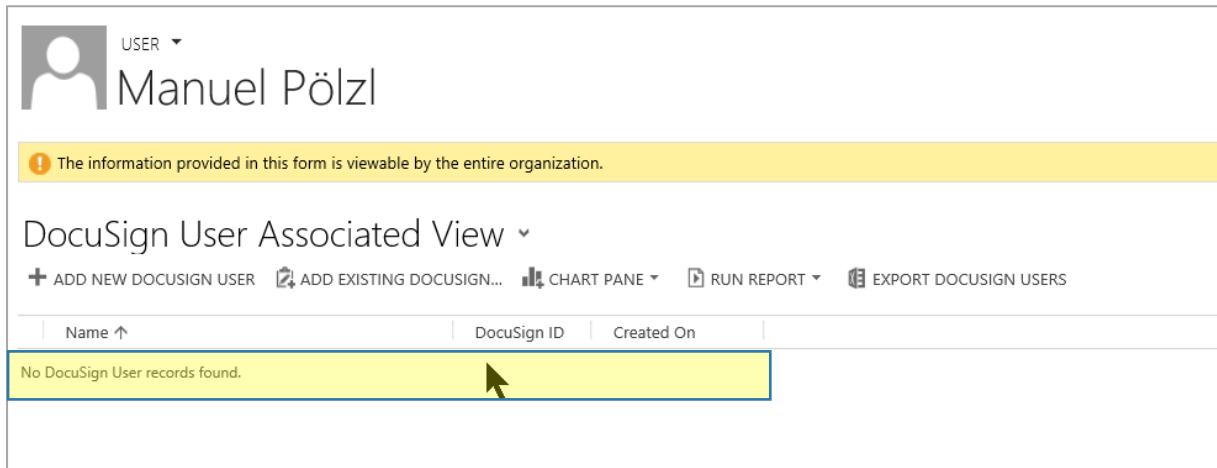 USER
Manuel Pölzl
The information provided in this form is viewable by the entire organization.
DocuSign User Associated View
ADD NEW DOCUSIGN USER ADD EXISTING DOCUSIGN... CHART PANE RUN REPORT EXPORT DOCUSIGN USERS
Name DocuSign ID Created On
No DocuSign User records found.